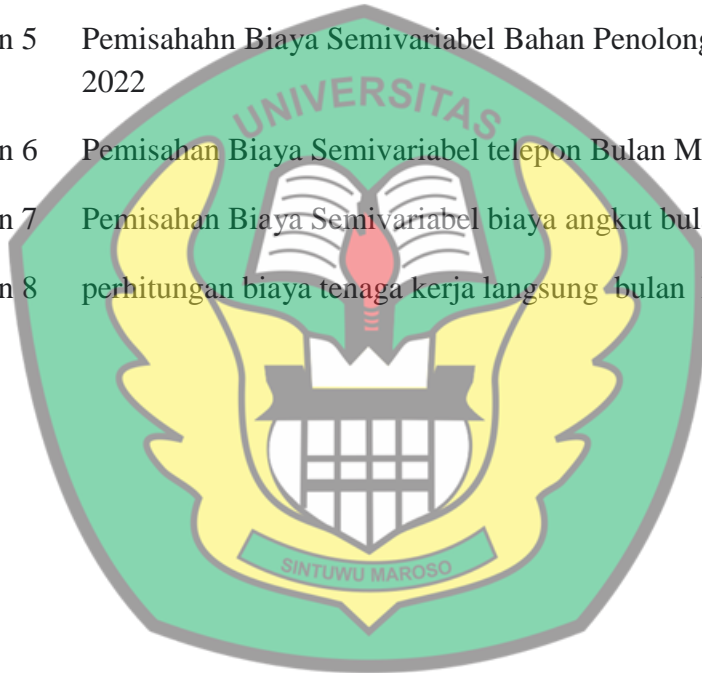 n 5 Pemisahahn Biaya Semivariabel Bahan Penolong
2022
UNIVERSITAS
n 6 Pemisahan Biaya Semivariabel telepon Bulan M
n 7 Pemisahan Biaya Semivariabel biaya angkut bul
n 8 perhitungan biaya tenaga kerja langsung bulan
SINTUWU MAROSO